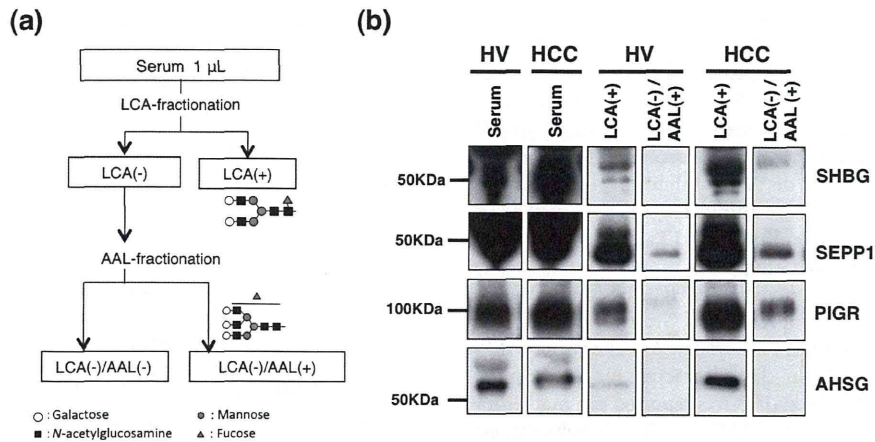 (a)
Serum 1 µL
LCA-fractionation
LCA(-)
LCA(+)
AAL-fractionation
LCA(-)/AAL(-)
LCA(-)/AAL(+)
: Galactose
: Mannose
: N-acetylglucosamine
: Fucose
(b)
HV
HCC
HV
HCC
Serum
Serum
LCA(+)
LCA(-) /
AAL(+)
LCA(+)
LCA(-) /
AAL (+)
50KDa
SHBG
50KDa
SEPP1
100KDa
PIGR
50KDa
AHSG